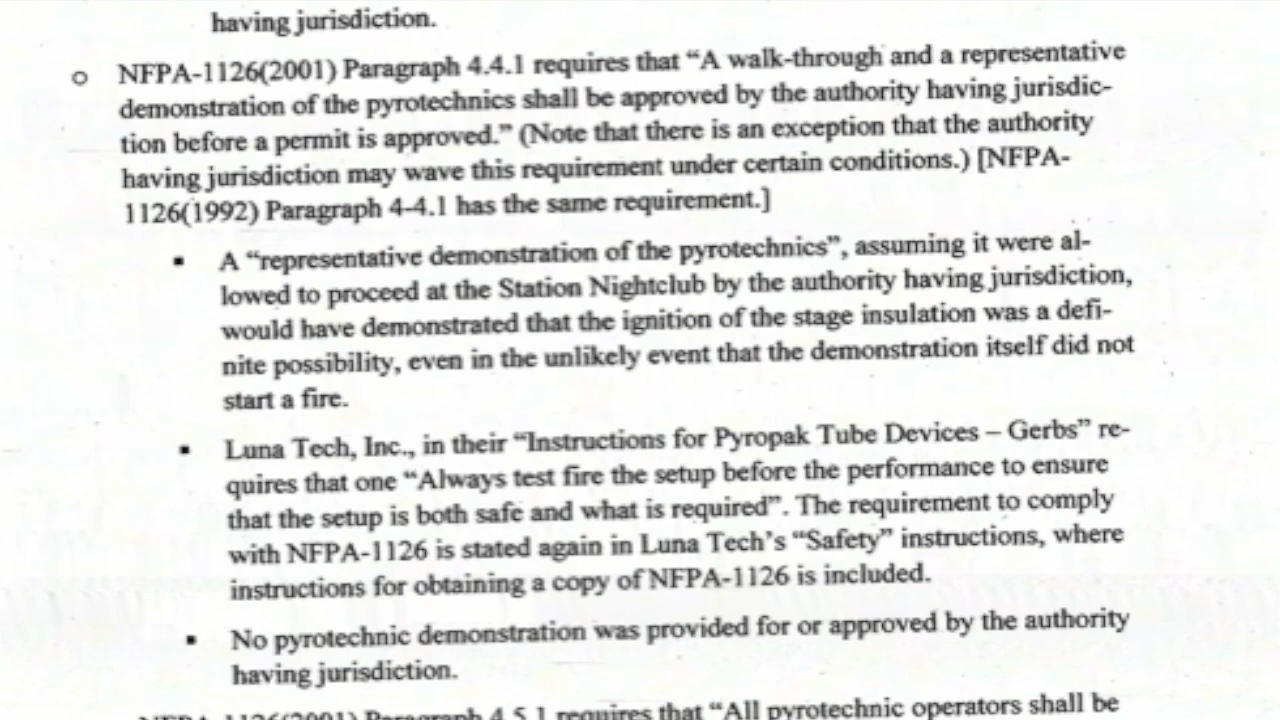 having jurisdiction.
o NFPA-1126(2001) Paragraph 4.4.1 requires that “A walk-through and a representative
demonstration of the pyrotechnics shall be approved by the authority having jurisdic-
tion before a permit is approved.” (Note that there is an exception that the authority
having jurisdiction may wave this requirement under certain conditions.) [NFPA-
1126(1992) Paragraph 4-4.1 has the same requirement.]
▪ A “representative demonstration of the pyrotechnics”, assuming it were al-
lowed to proceed at the Station Nightclub by the authority having jurisdiction,
would have demonstrated that the ignition of the stage insulation was a defi-
nite possibility, even in the unlikely event that the demonstration itself did not
start a fire.
▪ Luna Tech, Inc., in their “Instructions for Pyropak Tube Devices – Gerbs” re-
quires that one “Always test fire the setup before the performance to ensure
that the setup is both safe and what is required”. The requirement to comply
with NFPA-1126 is stated again in Luna Tech’s “Safety” instructions, where
instructions for obtaining a copy of NFPA-1126 is included.
▪ No pyrotechnic demonstration was provided for or approved by the authority
having jurisdiction.
NFPA-1126(2001) Paragraph 4.5.1 requires that “All pyrotechnic operators shall be